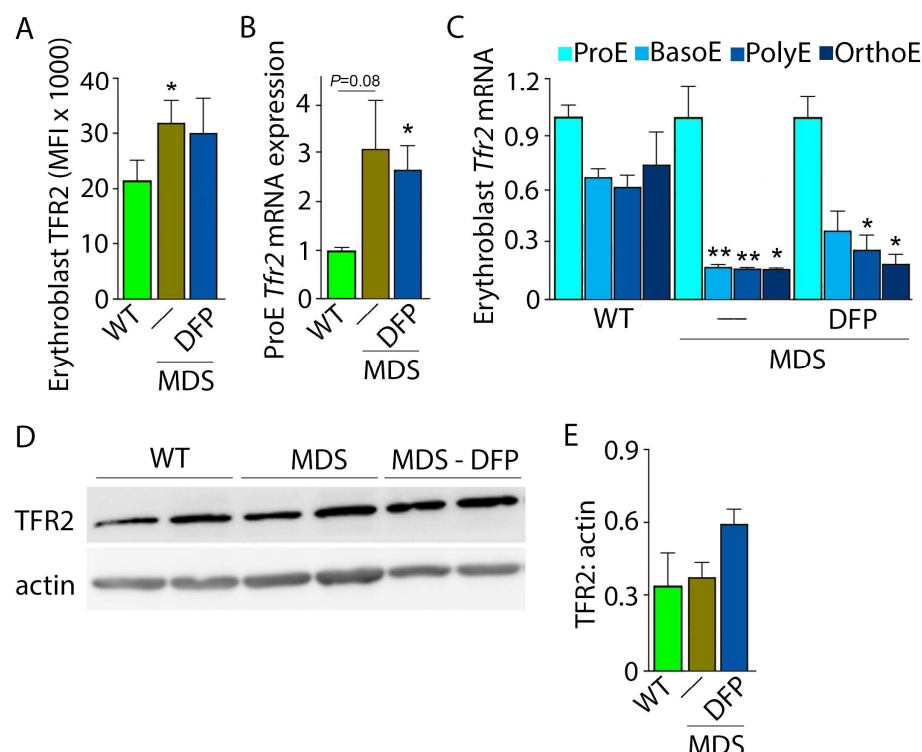 A
Erythroblast TFR2 (MFI x 1000)
40
30
20
10
0
*
WT
—
DFP
MDS
B
ProE Tfr2 mRNA expression
P=0.08
4
3
2
1
0
*
WT
—
DFP
MDS
C
ProE BasoE PolyE OrthoE
Erythroblast Tfr2 mRNA
1.2
0.9
0.6
0.3
0
** ** *
* *
WT — DFP
MDS
D
WT MDS MDS - DFP
TFR2
actin
E
TFR2: actin
0.9
0.6
0.3
0
WT
—
DFP
MDS